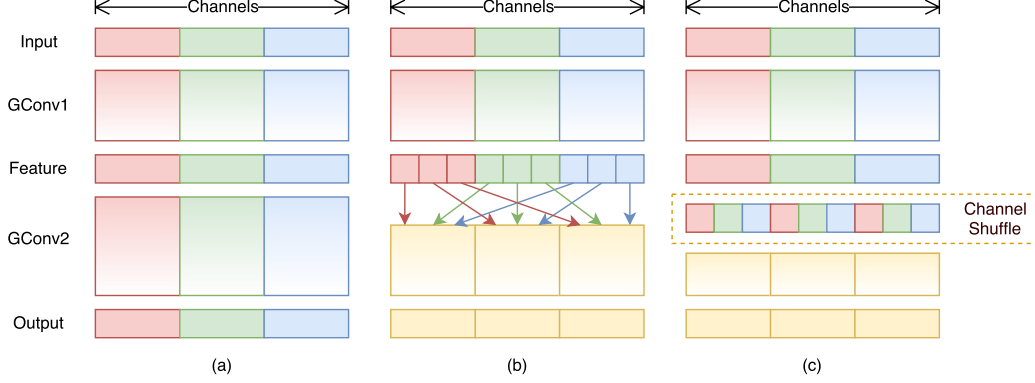 Channels Channels Channels
Input
GConv1
Feature
GConv2
Channel
Shuffle
Output
(a) (b) (c)